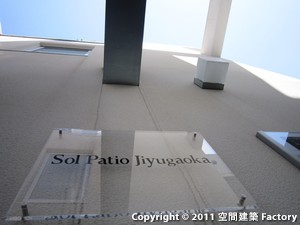 Sol Patio Jiyugaoka
Copyright © 2011 空間建築 Factory